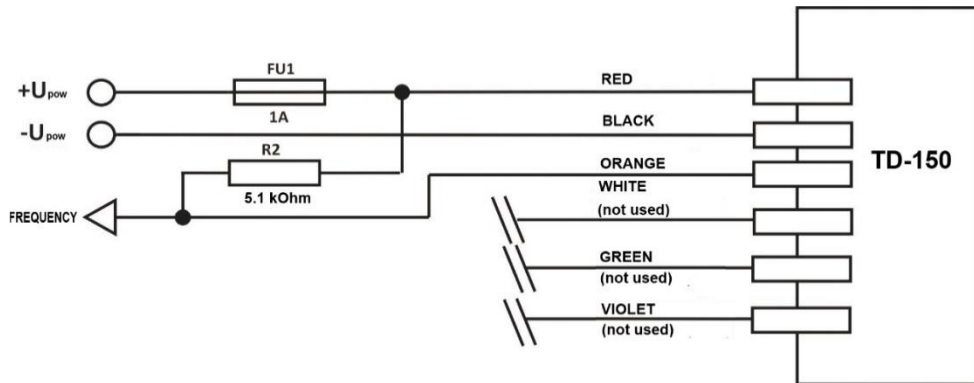 FU1
RED
+Upow
1A
BLACK
-Upow
R2
ORANGE
TD-150
5.1 kOhm
WHITE
FREQUENCY
(not used)
GREEN
(not used)
VIOLET
(not used)